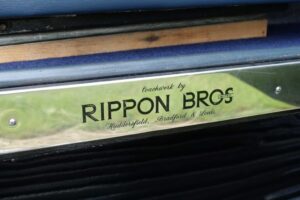 Coachwork by
RIPPON BROS
Huddersfield, Bradford & Leeds.